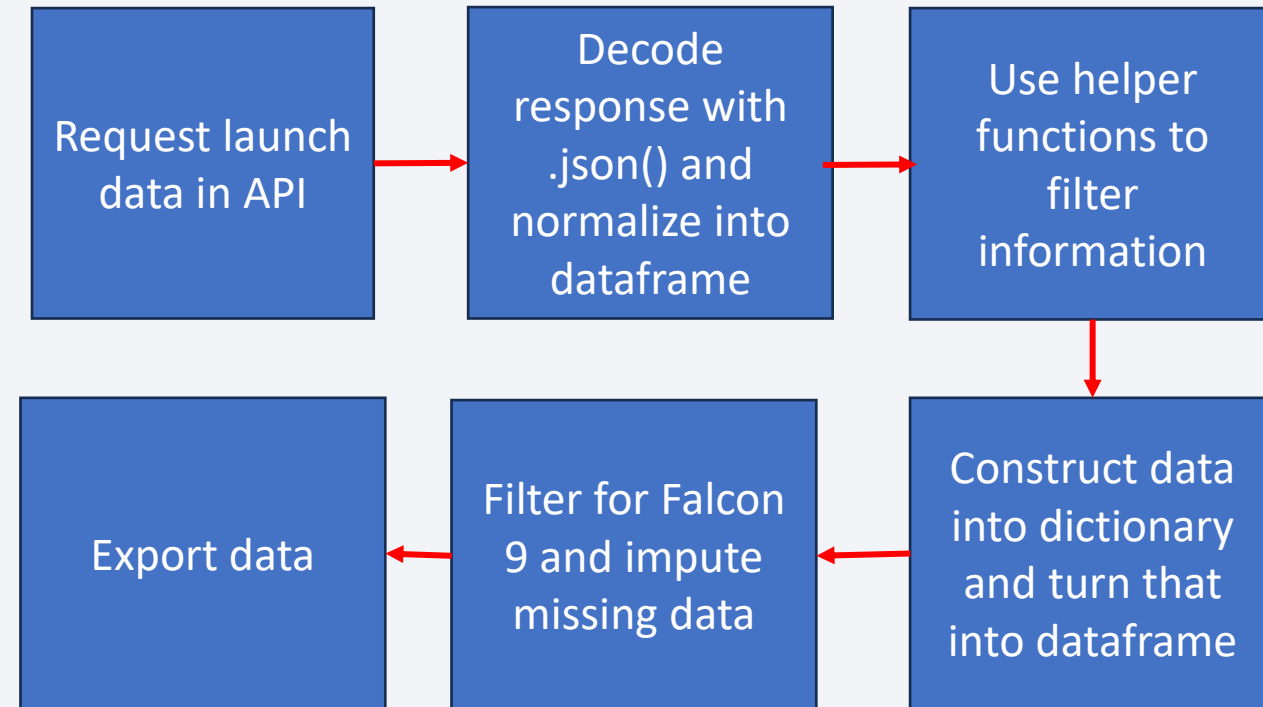 Request launch
data in API
Decode
response with
.json() and
normalize into
dataframe
Use helper
functions to
filter
information
Construct data
into dictionary
and turn that
into dataframe
Filter for Falcon
9 and impute
missing data
Export data